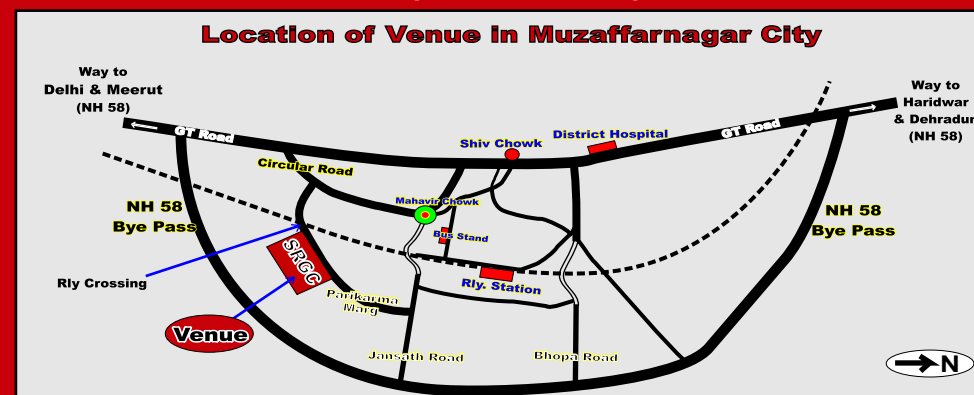 Location of Venue in Muzaffarnagar City
Way to
Delhi & Meerut
(NH 58)
Way to
Haridwar
& Dehradun
(NH 58)
GT Road
GT Road
Shiv Chowk
District Hospital
Circular Road
Mahavir Chowk
NH 58
Bye Pass
NH 58
Bye Pass
Bus Stand
SRGC
Rly Crossing
Rly. Station
Parikarma
Marg
Venue
Jansath Road
Bhopa Road
N